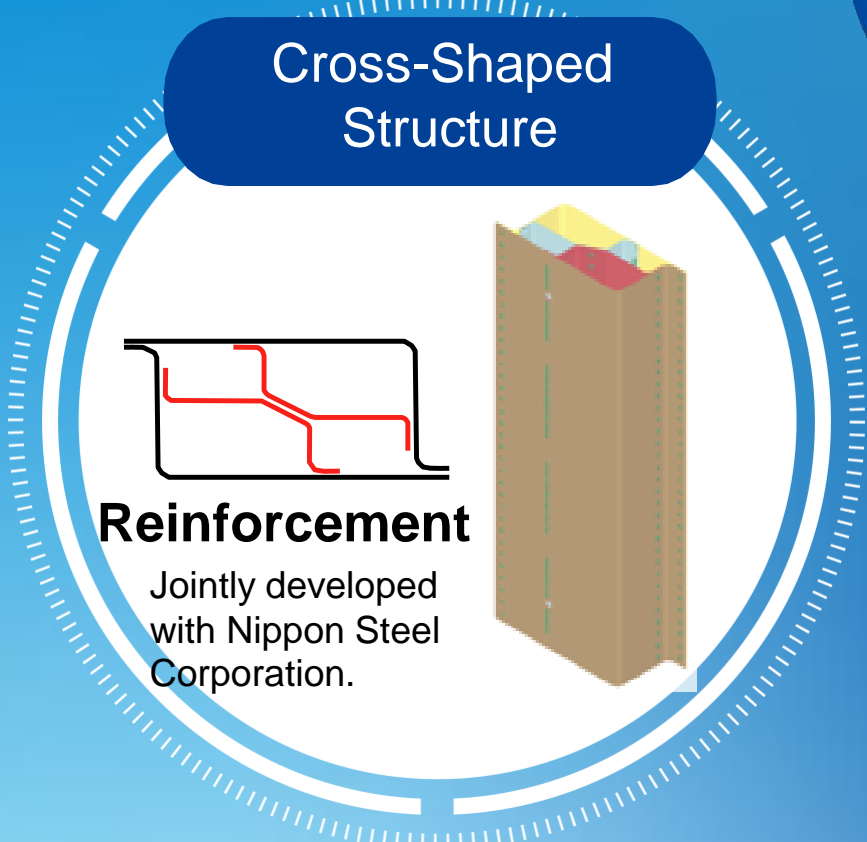 Cross-Shaped
Structure
Reinforcement
Jointly developed
with Nippon Steel
Corporation.